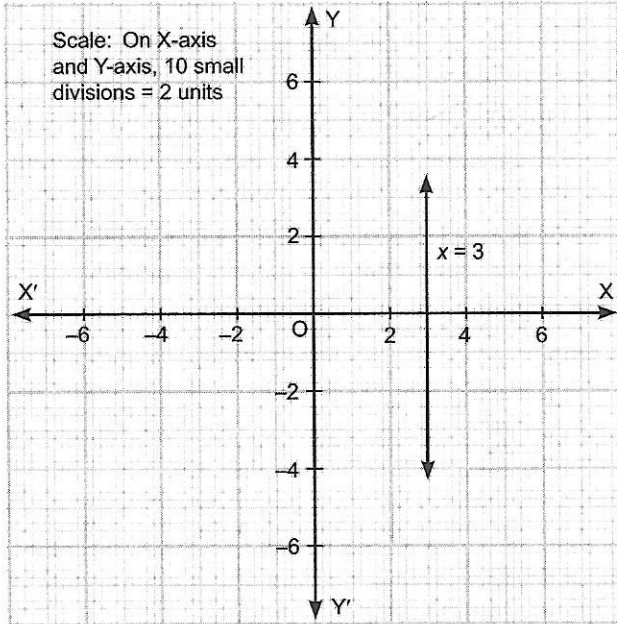 Scale: On X-axis
and Y-axis, 10 small
divisions = 2 units
Y
6
4
2
x = 3
X′
X
–6
–4
–2
O
2
4
6
–2
–4
–6
Y′